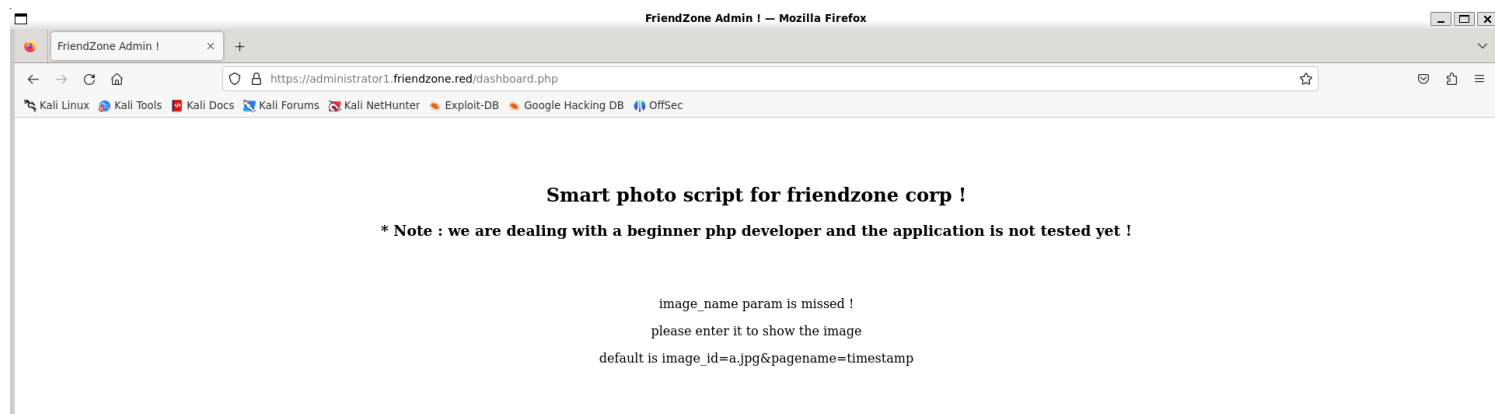 FriendZone Admin ! — Mozilla Firefox
FriendZone Admin !
https://administrator1.friendzone.red/dashboard.php
Kali Linux Kali Tools Kali Docs Kali Forums Kali NetHunter Exploit-DB Google Hacking DB OffSec
Smart photo script for friendzone corp !
* Note : we are dealing with a beginner php developer and the application is not tested yet !
image_name param is missed !
please enter it to show the image
default is image_id=a.jpg&pagename=timestamp